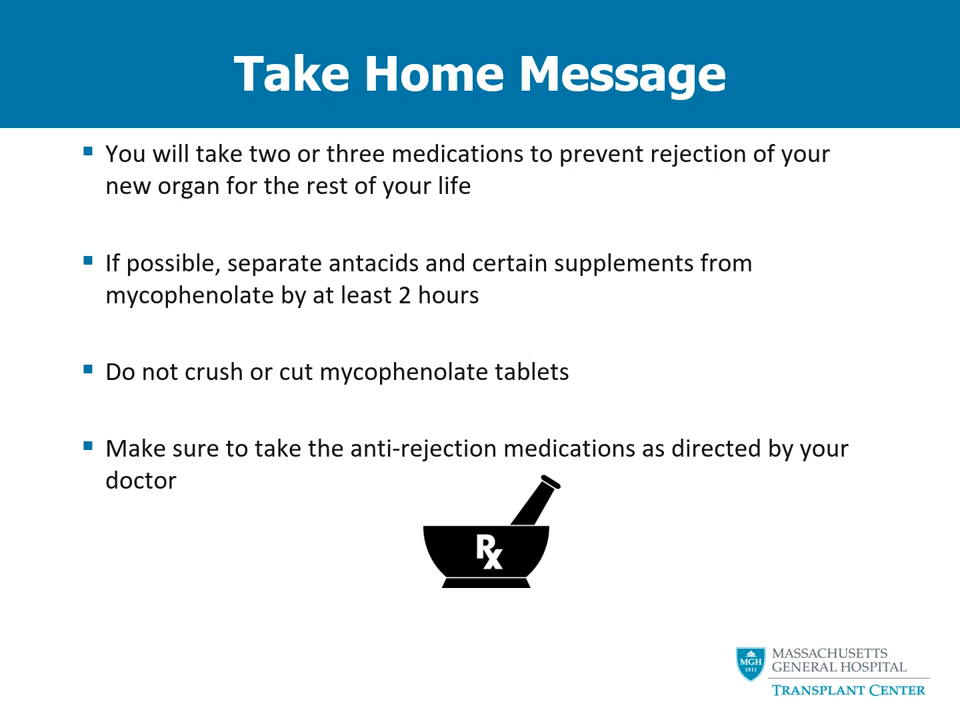 Take Home Message
You will take two or three medications to prevent rejection of your
new organ for the rest of your life
If possible, separate antacids and certain supplements from
mycophenolate by at least 2 hours
Do not crush or cut mycophenolate tablets
Make sure to take the anti-rejection medications as directed by your
doctor
Rx
MGH
1811
MASSACHUSETTS
GENERAL HOSPITAL
TRANSPLANT CENTER